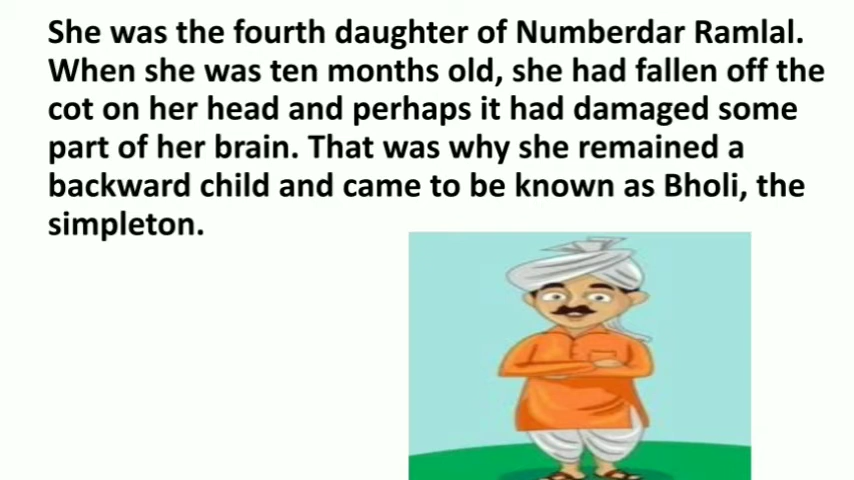 She was the fourth daughter of Numberdar Ramlal.
When she was ten months old, she had fallen off the
cot on her head and perhaps it had damaged some
part of her brain. That was why she remained a
backward child and came to be known as Bholi, the
simpleton.